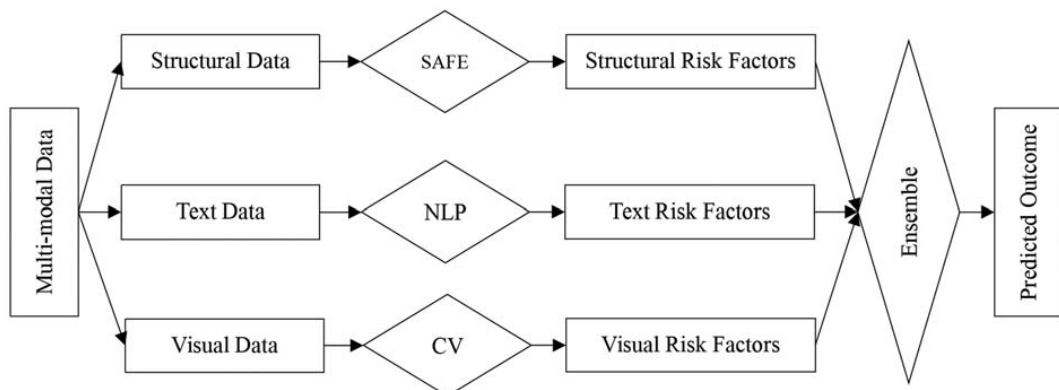 Multi-modal Data
Structural Data
SAFE
Structural Risk Factors
Text Data
NLP
Text Risk Factors
Visual Data
CV
Visual Risk Factors
Ensemble
Predicted Outcome